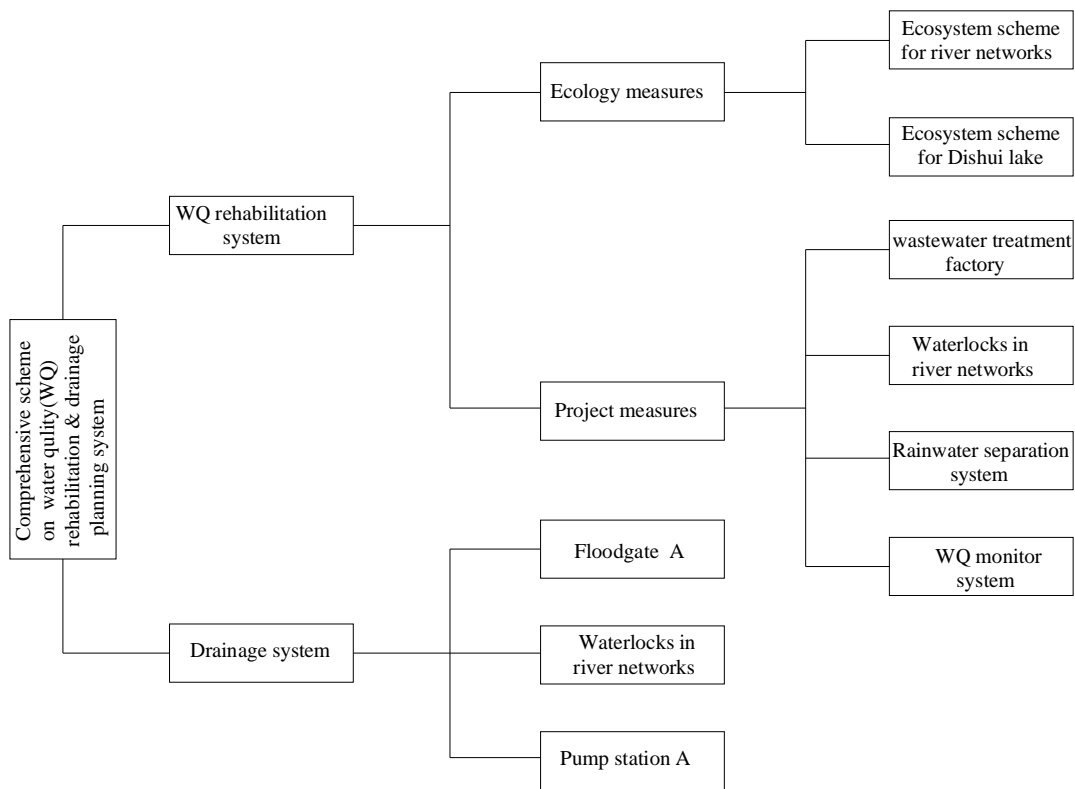 Comprehensive scheme
on water qulity(WQ)
rehabilitation & drainage
planning system
WQ rehabilitation
system
Drainage system
Ecology measures
Project measures
Floodgate A
Waterlocks in
river networks
Pump station A
Ecosystem scheme
for river networks
Ecosystem scheme
for Dishui lake
wastewater treatment
factory
Waterlocks in
river networks
Rainwater separation
system
WQ monitor
system